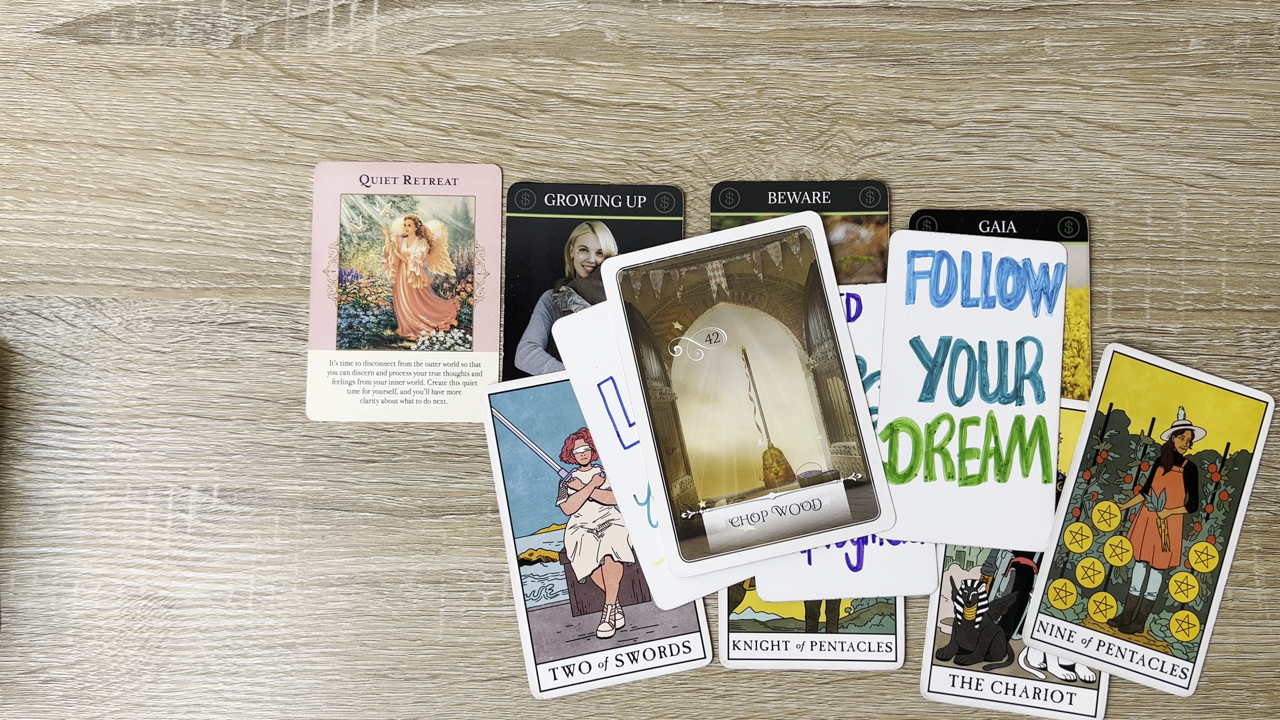 QUIET RETREAT
It's time to disconnect from the outer world so that
you can discern and process your true thoughts and
feelings from your inner world. Create this quiet
time for yourself, and you'll have more
clarity about what to do next.
$ GROWING UP $
$ BEWARE $
$ GAIA $
42
CHOP WOOD
FOLLOW
YOUR
DREAM
TWO of SWORDS
KNIGHT of PENTACLES
THE CHARIOT
NINE of PENTACLES